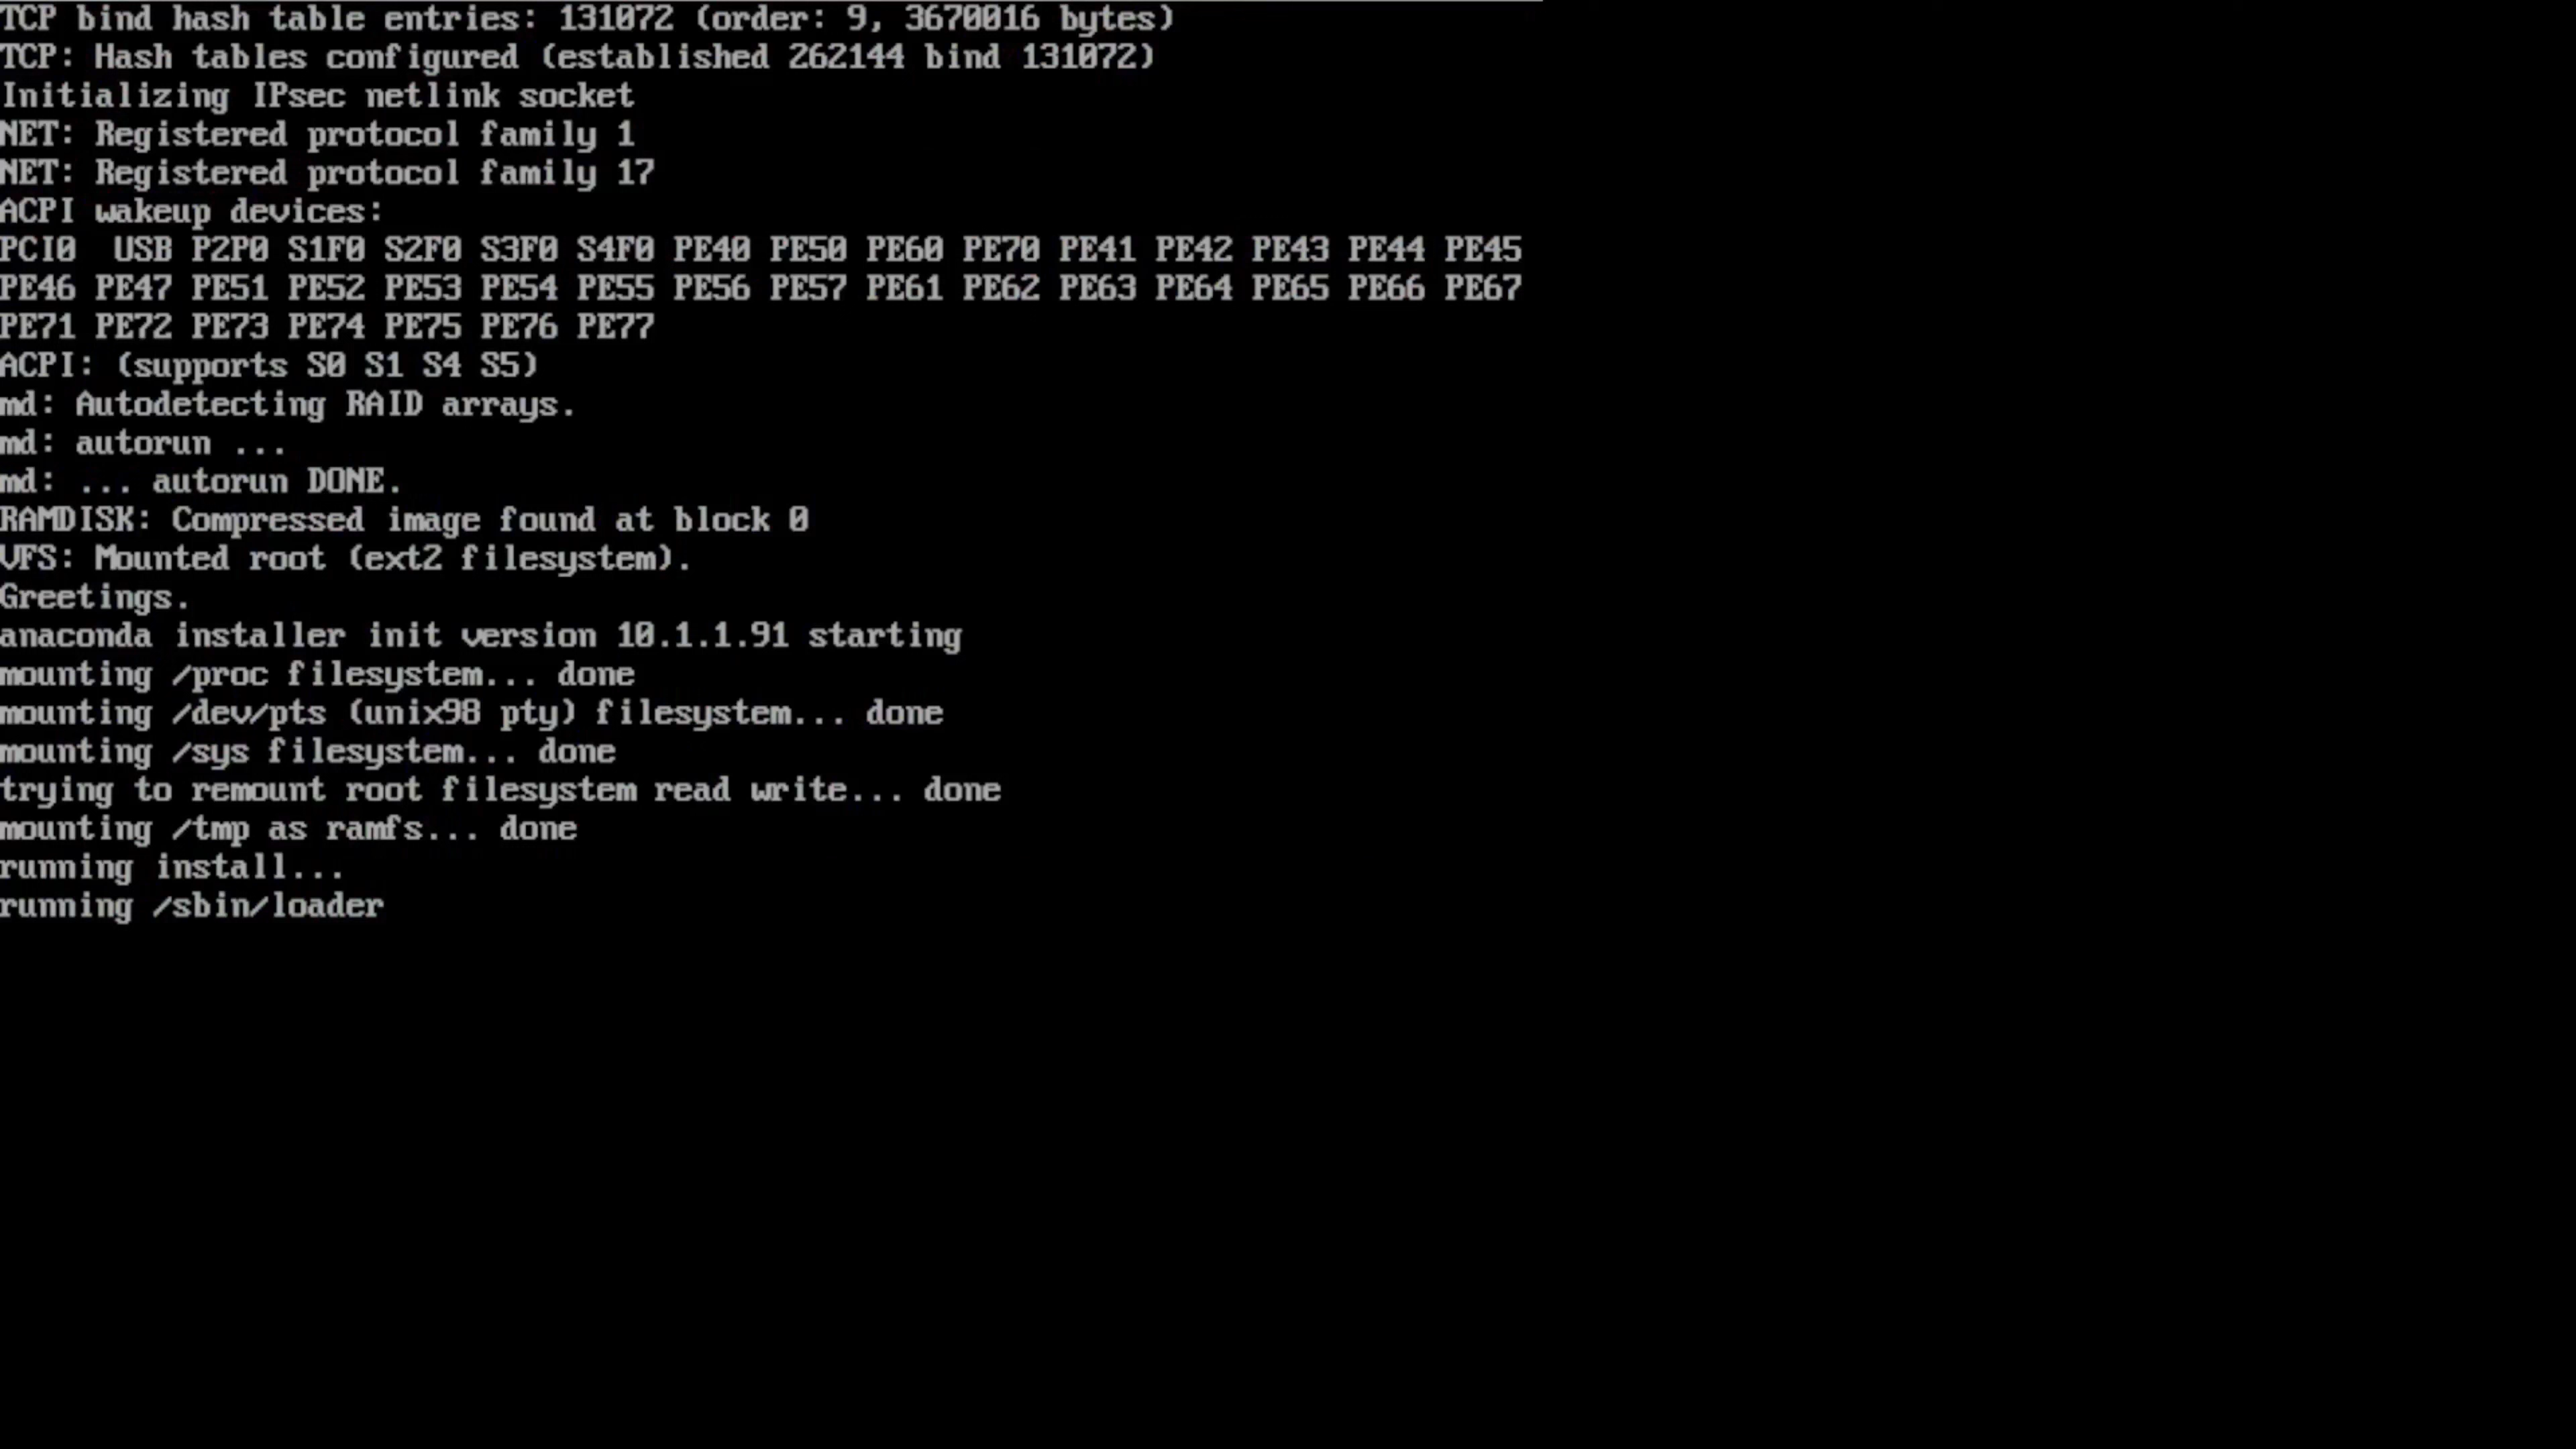 TCP bind hash table entries: 131072 (order: 9, 3670016 bytes)
TCP: Hash tables configured (established 262144 bind 131072)
Initializing IPsec netlink socket
NET: Registered protocol family 1
NET: Registered protocol family 17
ACPI wakeup devices:
PCI0  USB P2P0 S1F0 S2F0 S3F0 S4F0 PE40 PE50 PE60 PE70 PE41 PE42 PE43 PE44 PE45
PE46 PE47 PE51 PE52 PE53 PE54 PE55 PE56 PE57 PE61 PE62 PE63 PE64 PE65 PE66 PE67
PE71 PE72 PE73 PE74 PE75 PE76 PE77
ACPI: (supports S0 S1 S4 S5)
md: Autodetecting RAID arrays.
md: autorun ...
md: ... autorun DONE.
RAMDISK: Compressed image found at block 0
VFS: Mounted root (ext2 filesystem).
Greetings.
anaconda installer init version 10.1.1.91 starting
mounting /proc filesystem... done
mounting /dev/pts (unix98 pty) filesystem... done
mounting /sys filesystem... done
trying to remount root filesystem read write... done
mounting /tmp as ramfs... done
running install...
running /sbin/loader